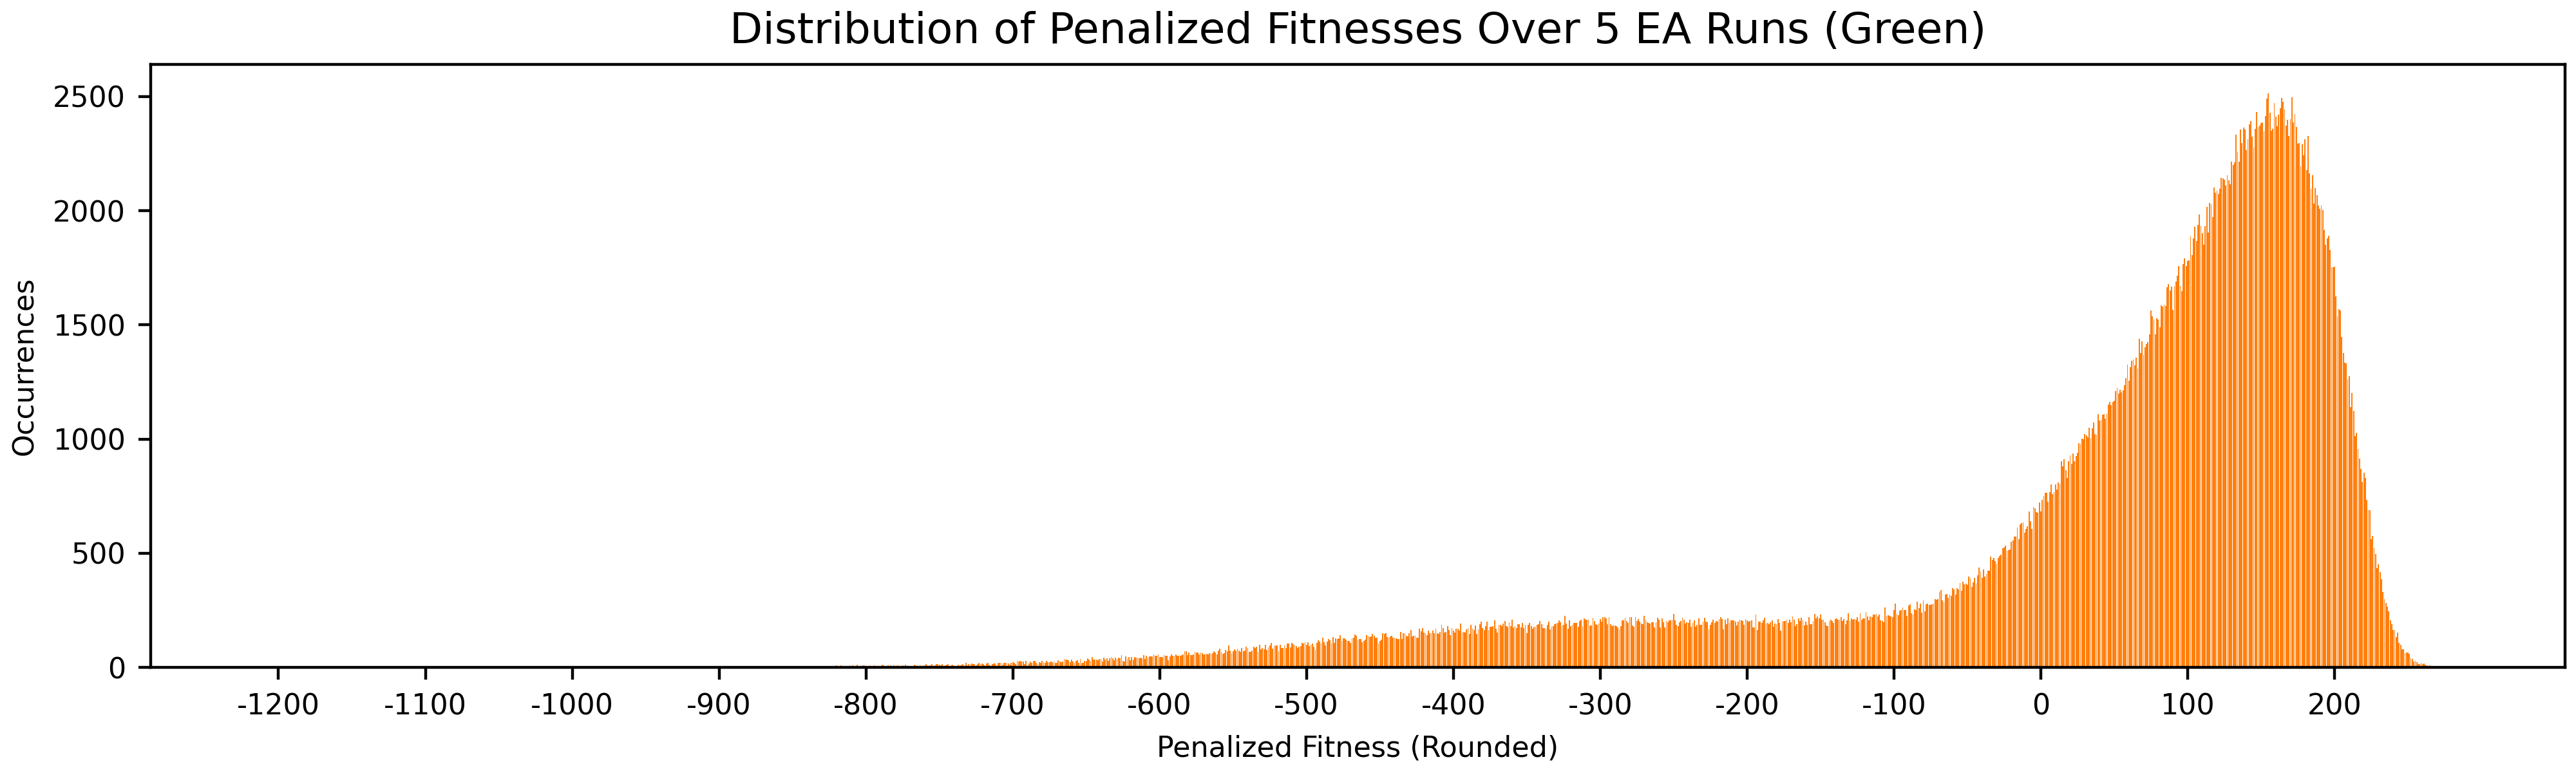 Distribution of Penalized Fitnesses Over 5 EA Runs (Green)
2500
2000
1500
1000
500
0
Occurrences
-1200 -1100 -1000 -900 -800 -700 -600 -500 -400 -300 -200 -100 0 100 200
Penalized Fitness (Rounded)